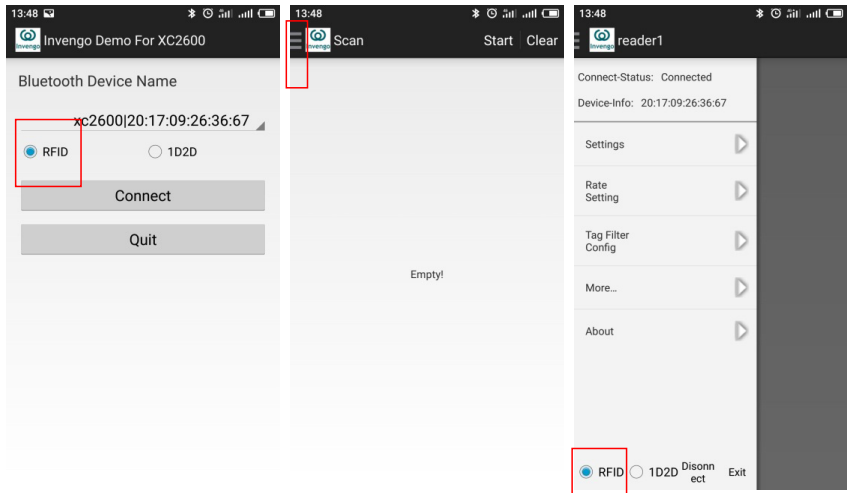 13:48
Invengo Invengo Demo For XC2600
Bluetooth Device Name
xc2600|20:17:09:26:36:67
RFID 1D2D
Connect
Quit
13:48
Invengo Scan Start Clear
Empty!
13:48
Invengo reader1
Connect-Status: Connected
Device-Info: 20:17:09:26:36:67
Settings
Rate
Setting
Tag Filter
Config
More...
About
RFID 1D2D Disonn
ect Exit